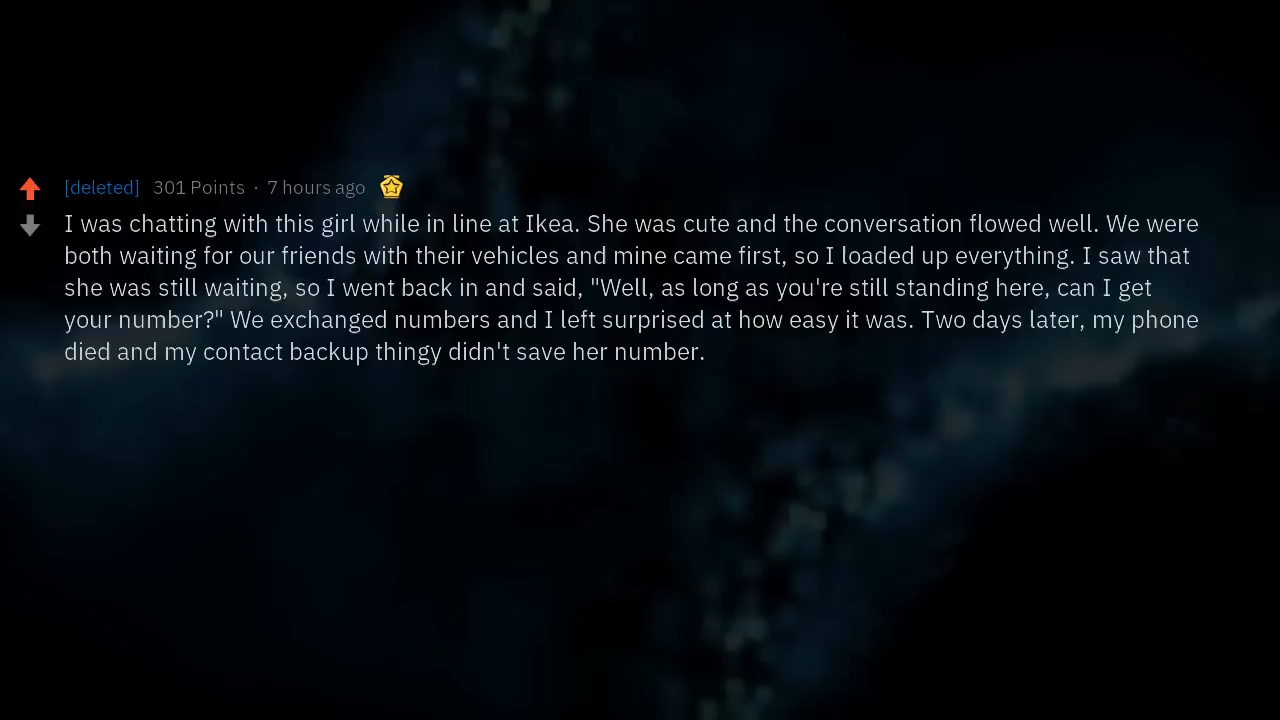 [deleted] 301 Points · 7 hours ago
I was chatting with this girl while in line at Ikea. She was cute and the conversation flowed well. We were
both waiting for our friends with their vehicles and mine came first, so I loaded up everything. I saw that
she was still waiting, so I went back in and said, "Well, as long as you're still standing here, can I get
your number?" We exchanged numbers and I left surprised at how easy it was. Two days later, my phone
died and my contact backup thingy didn't save her number.